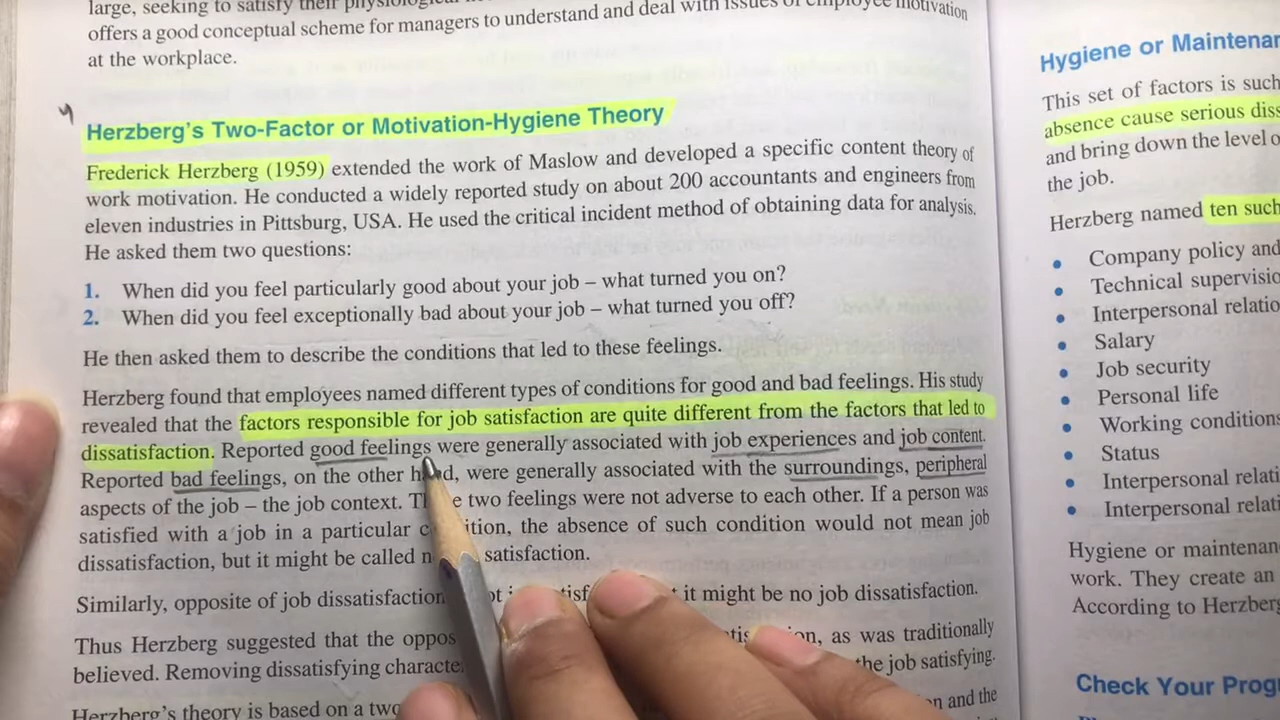 large, seeking to satisfy their physiological
offers a good conceptual scheme for managers to understand and deal with issues of employee motivation
at the workplace.
Herzberg's Two-Factor or Motivation-Hygiene Theory
Frederick Herzberg (1959) extended the work of Maslow and developed a specific content theory of
work motivation. He conducted a widely reported study on about 200 accountants and engineers from
eleven industries in Pittsburg, USA. He used the critical incident method of obtaining data for analysis.
He asked them two questions:
1. When did you feel particularly good about your job – what turned you on?
2. When did you feel exceptionally bad about your job – what turned you off?
He then asked them to describe the conditions that led to these feelings.
Herzberg found that employees named different types of conditions for good and bad feelings. His study
revealed that the factors responsible for job satisfaction are quite different from the factors that led to
dissatisfaction. Reported good feelings were generally associated with job experiences and job content.
Reported bad feelings, on the other were generally associated with the surroundings, peripheral
aspects of the job – the job context. two feelings were not adverse to each other. If a person was
satisfied with a job in a particular the absence of such condition would not mean job
dissatisfaction, but it might be called satisfaction.
Similarly, opposite of job dissatisfaction it might be no job dissatisfaction.
Thus Herzberg suggested that the as was traditionally
believed. Removing dissatisfying the job satisfying.
Herzberg's theory is based on a and the
Hygiene or
This set of factors is such
absence cause serious
and bring down the level
the job.
Herzberg named ten such
• Company policy and
• Technical
• Interpersonal
• Salary
• Job security
• Personal life
• Working conditions
• Status
• Interpersonal
• Interpersonal
Hygiene or
work. They create an
According to
Check Your